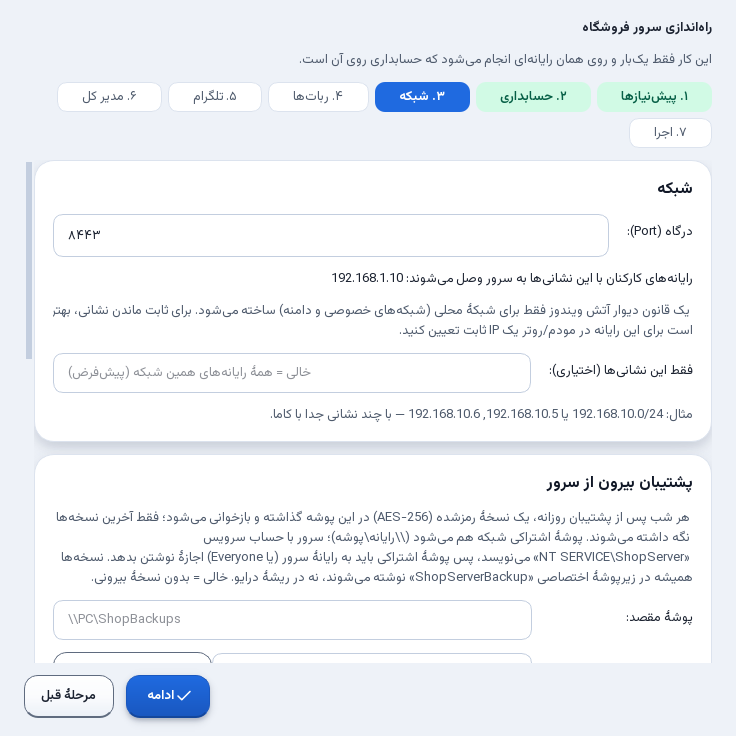 راه‌اندازی سرور فروشگاه
این کار فقط یک‌بار و روی همان رایانه‌ای انجام می‌شود که حسابداری روی آن است.
۱. پیش‌نیازها
۲. حسابداری
۳. شبکه
۴. ربات‌ها
۵. تلگرام
۶. مدیر کل
۷. اجرا
شبکه
درگاه (Port):
۸۴۴۳
رایانه‌های کارکنان با این نشانی‌ها به سرور وصل می‌شوند: 192.168.1.10
یک قانون دیوار آتش ویندوز فقط برای شبکهٔ محلی (شبکه‌های خصوصی و دامنه) ساخته می‌شود. برای ثابت ماندن نشانی، بهتر
است برای این رایانه در مودم/روتر یک IP ثابت تعیین کنید.
فقط این نشانی‌ها (اختیاری):
خالی = همهٔ رایانه‌های همین شبکه (پیش‌فرض)
مثال: 192.168.10.0/24 یا 192.168.10.5, 192.168.10.6 — با چند نشانی جدا با کاما.
پشتیبان بیرون از سرور
هر شب پس از پشتیبان روزانه، یک نسخهٔ رمزشده (AES-256) در این پوشه گذاشته و بازخوانی می‌شود؛ فقط آخرین نسخه‌ها
نگه داشته می‌شوند. پوشهٔ اشتراکی شبکه هم می‌شود (\\رایانه\پوشه)؛ سرور با حساب سرویس
«NT SERVICE\ShopServer» می‌نویسد، پس پوشهٔ اشتراکی باید به رایانهٔ سرور (یا Everyone) اجازهٔ نوشتن بدهد. نسخه‌ها
همیشه در زیرپوشهٔ اختصاصی «ShopServerBackup» نوشته می‌شوند، نه در ریشهٔ درایو. خالی = بدون نسخهٔ بیرونی.
پوشهٔ مقصد:
\\PC\ShopBackups
ادامه
مرحلهٔ قبل